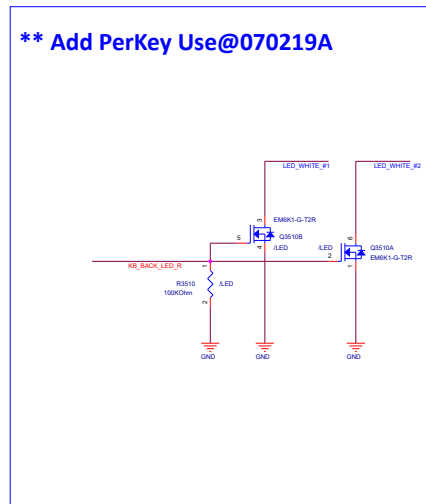 ** Add PerKey Use@070219A
LED_WHITE_#1
LED_WHITE_#2
EM6K1-G-T2R
3
5
Q3510B
4
/LED
6
/LED
Q3510A
2
EM6K1-G-T2R
1
KB_BACK_LED_R
1
R3510
/LED
100KOhm
2
GND
GND
GND